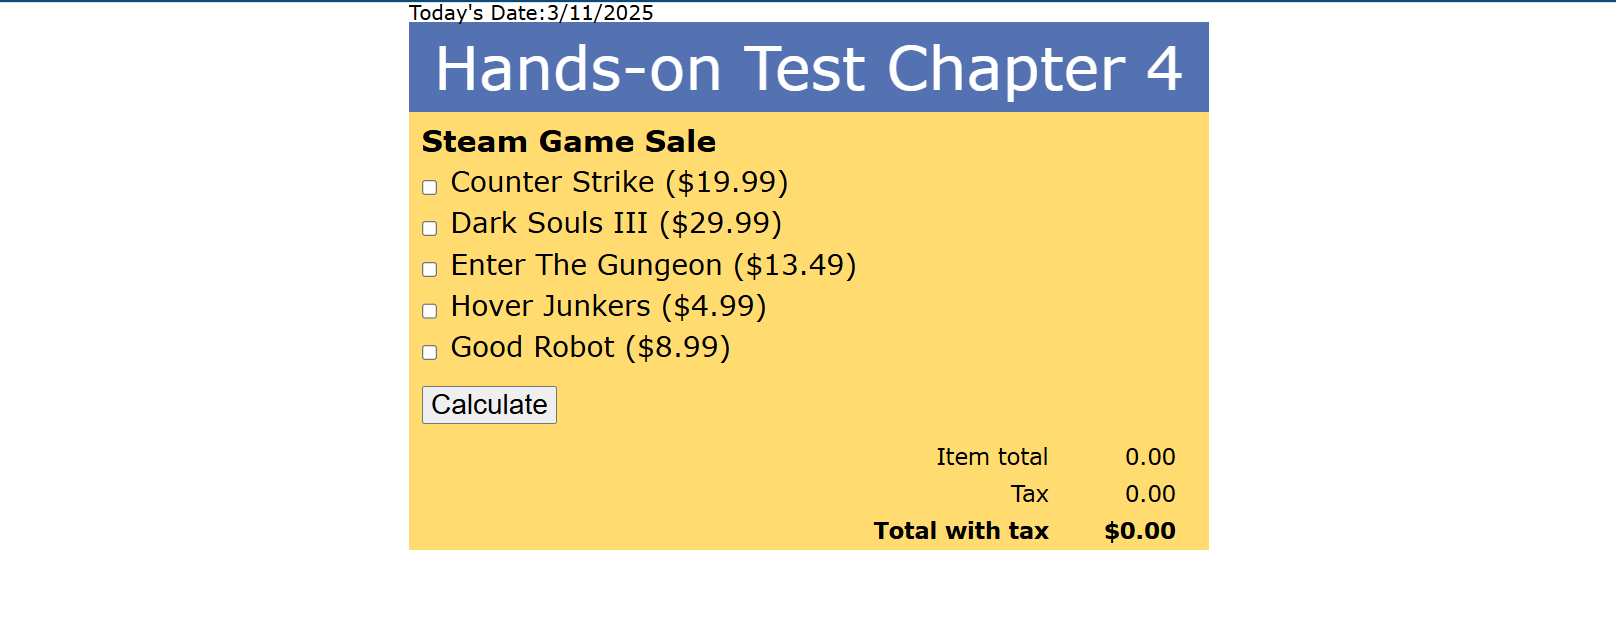 Today's Date:3/11/2025
Hands-on Test Chapter 4
Steam Game Sale
Counter Strike ($19.99)
Dark Souls III ($29.99)
Enter The Gungeon ($13.49)
Hover Junkers ($4.99)
Good Robot ($8.99)
Calculate
Item total 0.00
Tax 0.00
Total with tax $0.00